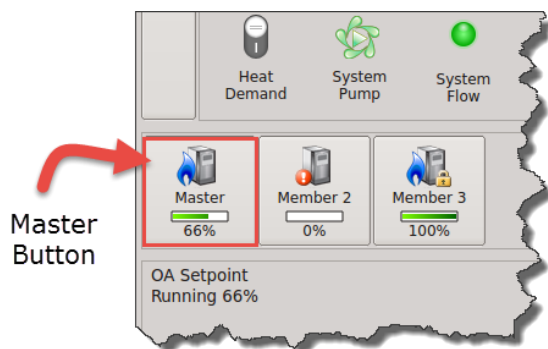 Heat
Demand
System
Pump
System
Flow
Master
66%
Member 2
0%
Member 3
100%
Master
Button
OA Setpoint
Running 66%